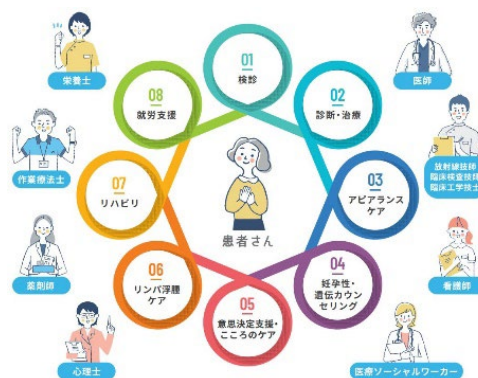 01
検診
02
診断・治療
03
アピアランス
ケア
04
妊孕性・
遺伝カウン
セリング
05
意思決定支援・
こころのケア
06
リンパ浮腫
ケア
07
リハビリ
08
就労支援
患者さん
栄養士
医師
作業療法士
放射線技師
臨床検査技師
臨床工学技士
薬剤師
看護師
心理士
医療ソーシャルワーカー